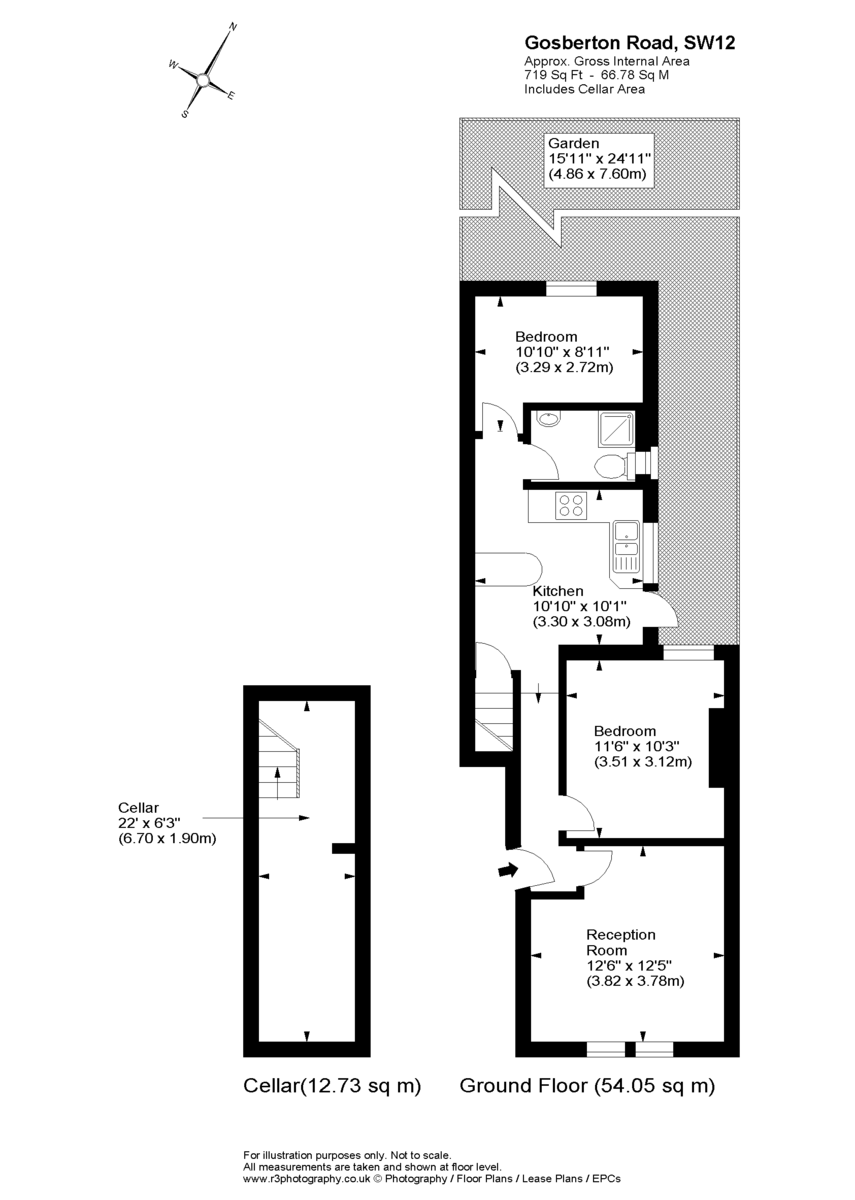 N
W
E
S
Gosberton Road, SW12
Approx. Gross Internal Area
719 Sq Ft - 66.78 Sq M
Includes Cellar Area
Garden
15'11" x 24'11"
(4.86 x 7.60m)
Bedroom
10'10" x 8'11"
(3.29 x 2.72m)
Kitchen
10'10" x 10'1"
(3.30 x 3.08m)
Bedroom
11'6" x 10'3"
(3.51 x 3.12m)
Cellar
22' x 6'3"
(6.70 x 1.90m)
Reception
Room
12'6" x 12'5"
(3.82 x 3.78m)
Cellar(12.73 sq m)
Ground Floor (54.05 sq m)
For illustration purposes only. Not to scale.
All measurements are taken and shown at floor level.
www.r3photography.co.uk © Photography / Floor Plans / Lease Plans / EPCs